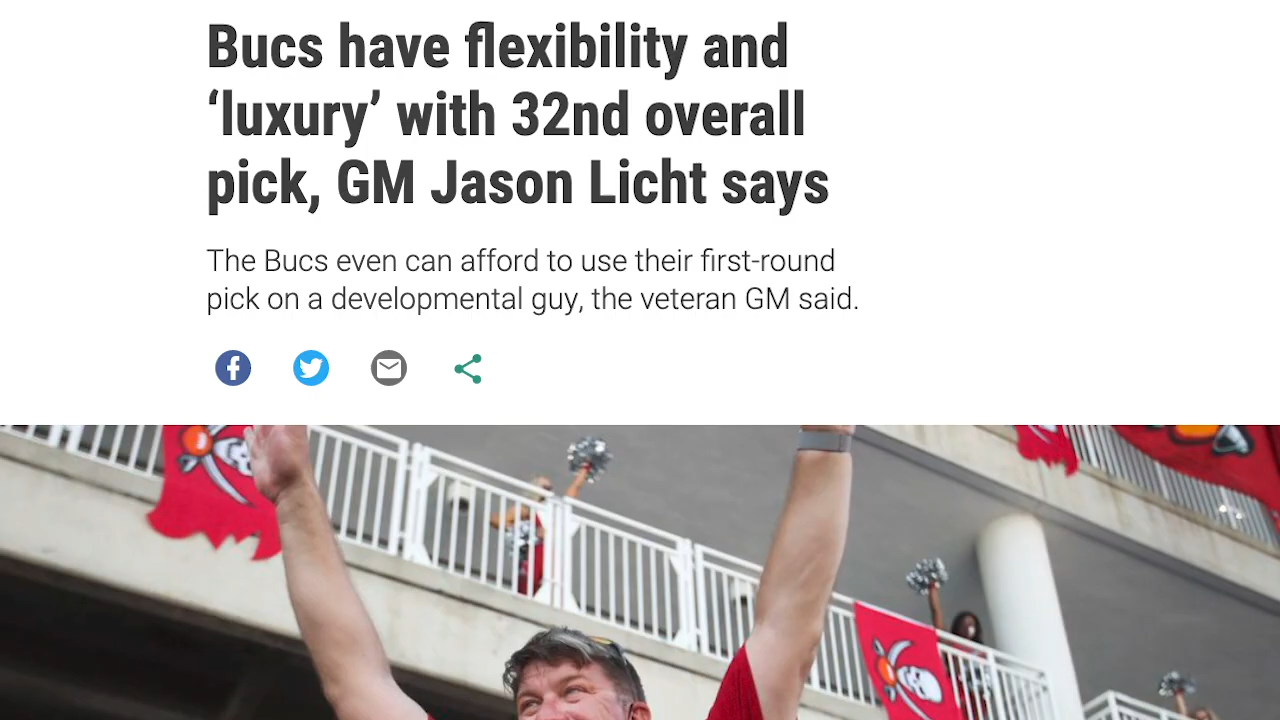 Bucs have flexibility and
‘luxury’ with 32nd overall
pick, GM Jason Licht says
The Bucs even can afford to use their first-round
pick on a developmental guy, the veteran GM said.